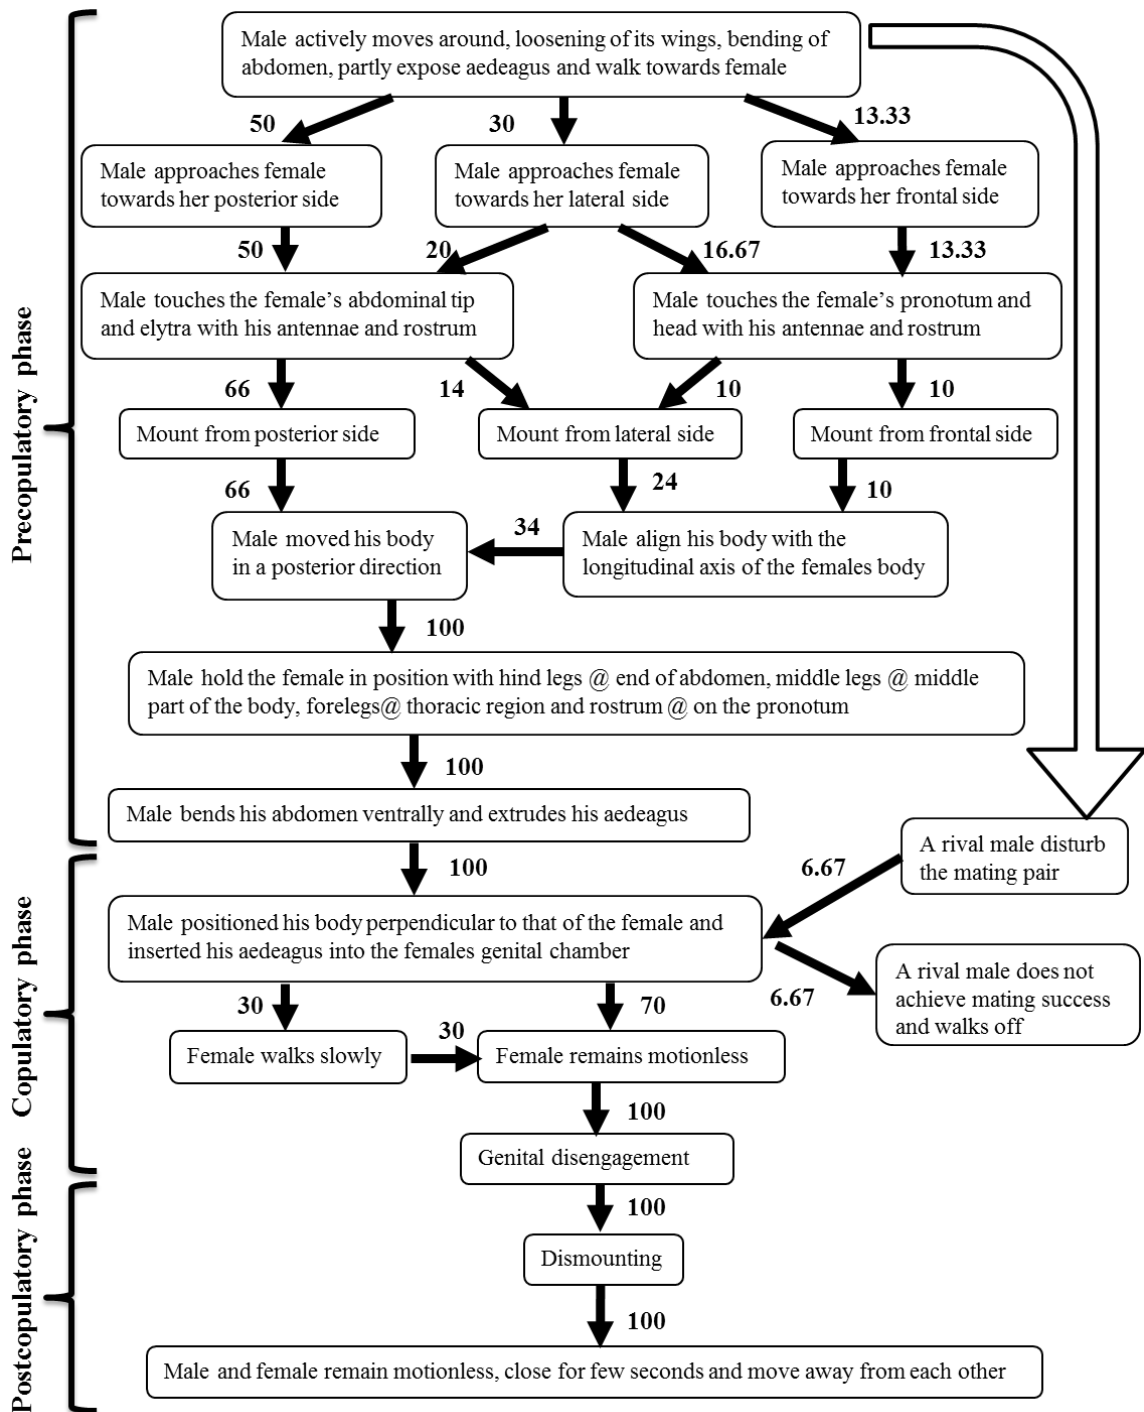 Male actively moves around, loosening of its wings, bending of
abdomen, partly expose aedeagus and walk towards female
50
30
13.33
Male approaches female
towards her posterior side
Male approaches female
towards her lateral side
Male approaches female
towards her frontal side
50
20
16.67
13.33
Male touches the female’s abdominal tip
and elytra with his antennae and rostrum
Male touches the female’s pronotum and
head with his antennae and rostrum
66
14
10
10
Mount from posterior side
Mount from lateral side
Mount from frontal side
66
24
10
Male moved his body
in a posterior direction
34
Male align his body with the
longitudinal axis of the females body
100
Male hold the female in position with hind legs @ end of abdomen, middle legs @ middle
part of the body, forelegs@ thoracic region and rostrum @ on the pronotum
100
Male bends his abdomen ventrally and extrudes his aedeagus
Precopulatory phase
100
A rival male disturb
the mating pair
6.67
Male positioned his body perpendicular to that of the female and
inserted his aedeagus into the females genital chamber
6.67
A rival male does not
achieve mating success
and walks off
30
70
Female walks slowly
30
Female remains motionless
100
Genital disengagement
Copulatory phase
100
Dismounting
100
Male and female remain motionless, close for few seconds and move away from each other
Postcopulatory phase